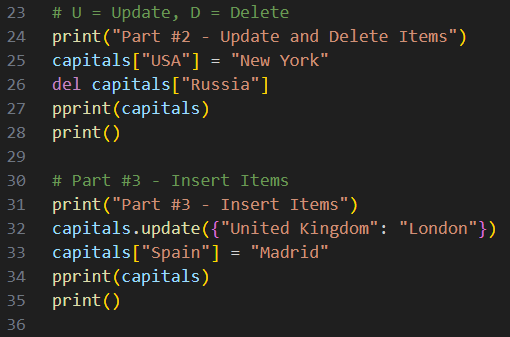 23 # U = Update, D = Delete
24 print("Part #2 - Update and Delete Items")
25 capitals["USA"] = "New York"
26 del capitals["Russia"]
27 pprint(capitals)
28 print()
29
30 # Part #3 - Insert Items
31 print("Part #3 - Insert Items")
32 capitals.update({"United Kingdom": "London"})
33 capitals["Spain"] = "Madrid"
34 pprint(capitals)
35 print()
36